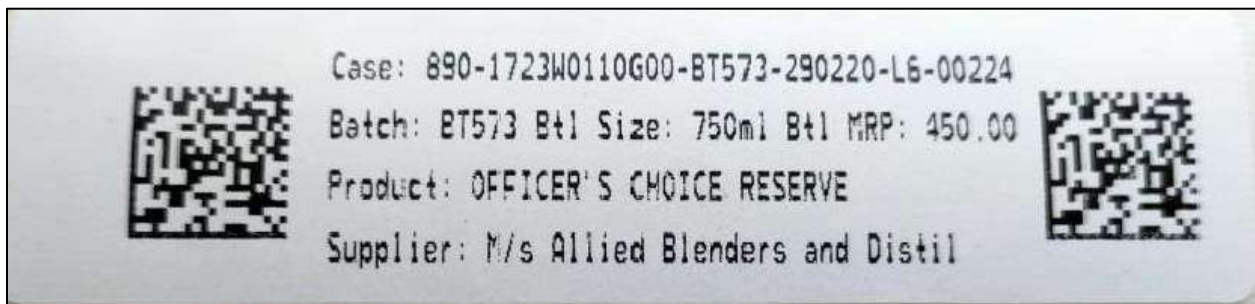 Case: 890-1723W0110G00-BT573-290220-L6-00224
Batch: BT573 Btl Size: 750ml Btl MRP: 450.00
Product: OFFICER'S CHOICE RESERVE
Supplier: M/s Allied Blenders and Distil